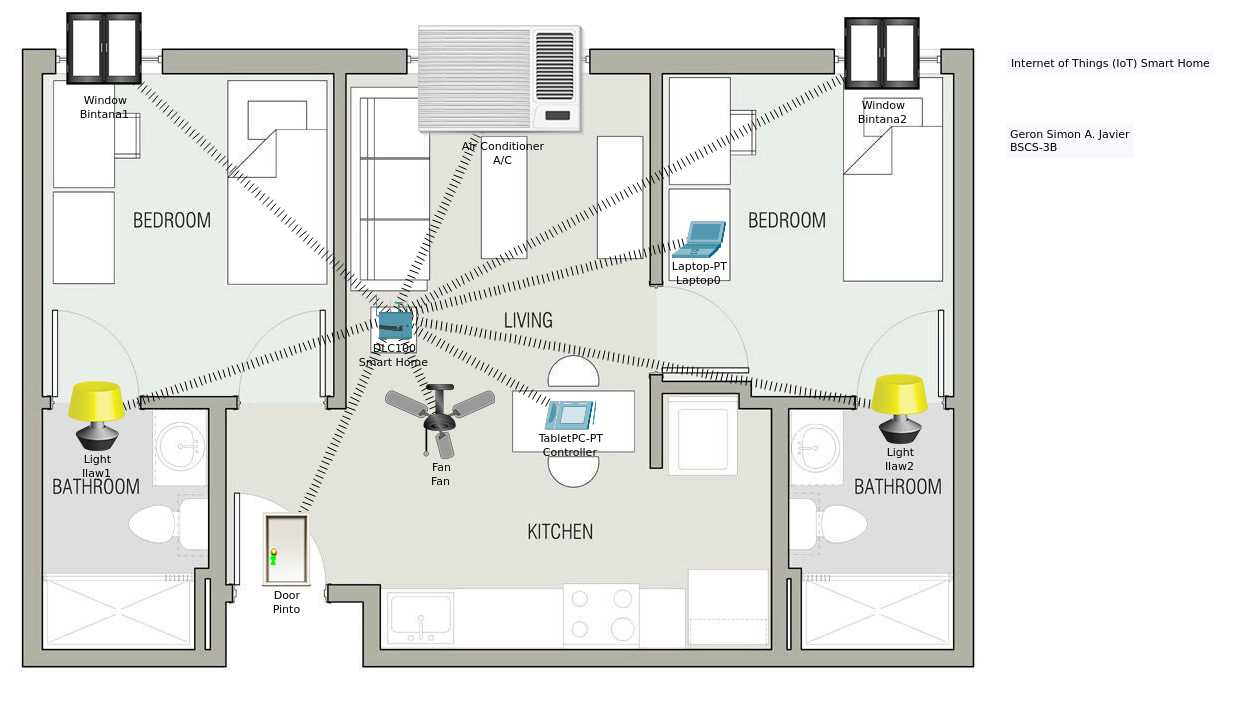 Internet of Things (IoT) Smart Home
Window
Bintana1
Window
Bintana2
Geron Simon A. Javier
BSCS-3B
Air Conditioner
A/C
BEDROOM
BEDROOM
Laptop-PT
Laptop0
LIVING
DLC100
Smart Home
TabletPC-PT
Controller
Light
Ilaw1
Fan
Fan
Light
Ilaw2
BATHROOM
BATHROOM
KITCHEN
Door
Pinto